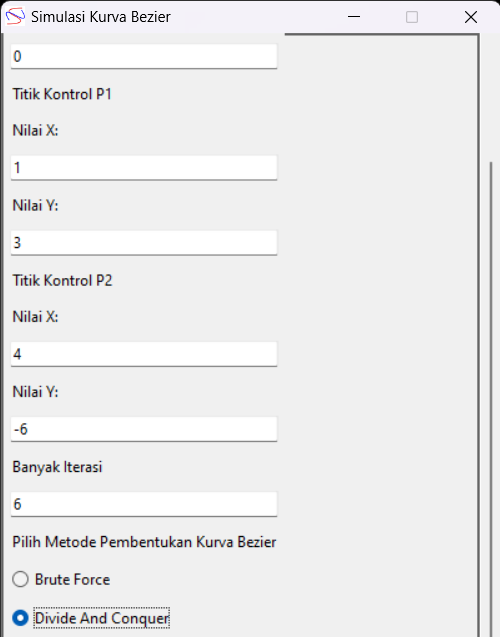 Simulasi Kurva Bezier
0
Titik Kontrol P1
Nilai X:
1
Nilai Y:
3
Titik Kontrol P2
Nilai X:
4
Nilai Y:
-6
Banyak Iterasi
6
Pilih Metode Pembentukan Kurva Bezier
Brute Force
Divide And Conquer